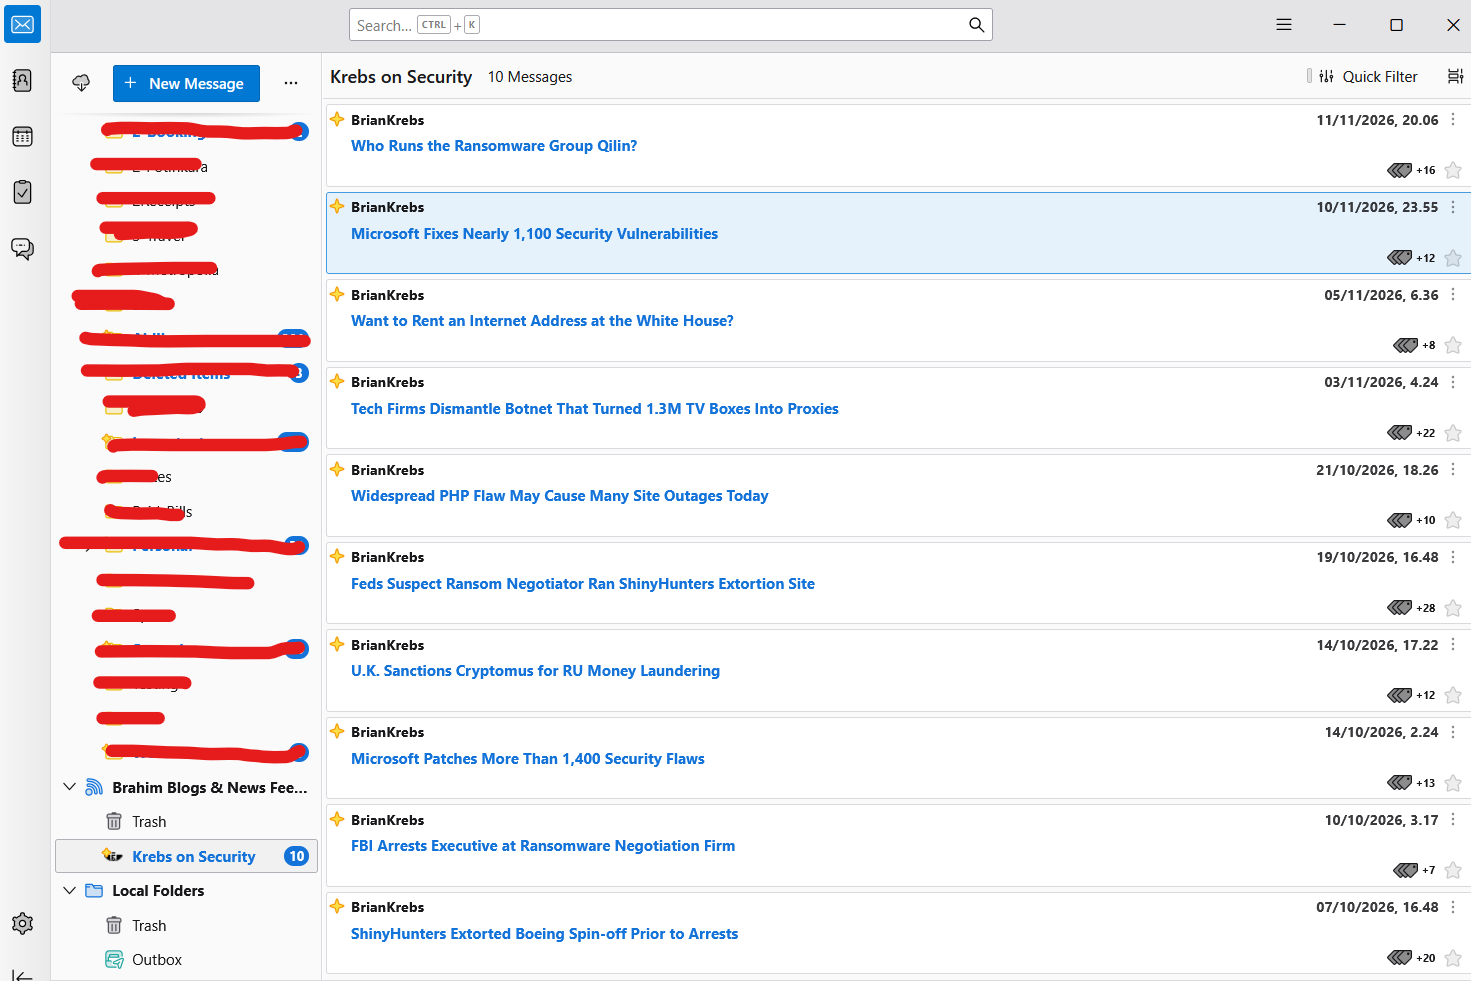 Search... CTRL + K
New Message
Krebs on Security 10 Messages Quick Filter
Deleted Items
Brahim Blogs & News Fee...
Trash
Krebs on Security 10
Local Folders
Trash
Outbox
BrianKrebs 11/11/2026, 20.06
Who Runs the Ransomware Group Qilin?
+16
BrianKrebs 10/11/2026, 23.55
Microsoft Fixes Nearly 1,100 Security Vulnerabilities
+12
BrianKrebs 05/11/2026, 6.36
Want to Rent an Internet Address at the White House?
+8
BrianKrebs 03/11/2026, 4.24
Tech Firms Dismantle Botnet That Turned 1.3M TV Boxes Into Proxies
+22
BrianKrebs 21/10/2026, 18.26
Widespread PHP Flaw May Cause Many Site Outages Today
+10
BrianKrebs 19/10/2026, 16.48
Feds Suspect Ransom Negotiator Ran ShinyHunters Extortion Site
+28
BrianKrebs 14/10/2026, 17.22
U.K. Sanctions Cryptomus for RU Money Laundering
+12
BrianKrebs 14/10/2026, 2.24
Microsoft Patches More Than 1,400 Security Flaws
+13
BrianKrebs 10/10/2026, 3.17
FBI Arrests Executive at Ransomware Negotiation Firm
+7
BrianKrebs 07/10/2026, 16.48
ShinyHunters Extorted Boeing Spin-off Prior to Arrests
+20